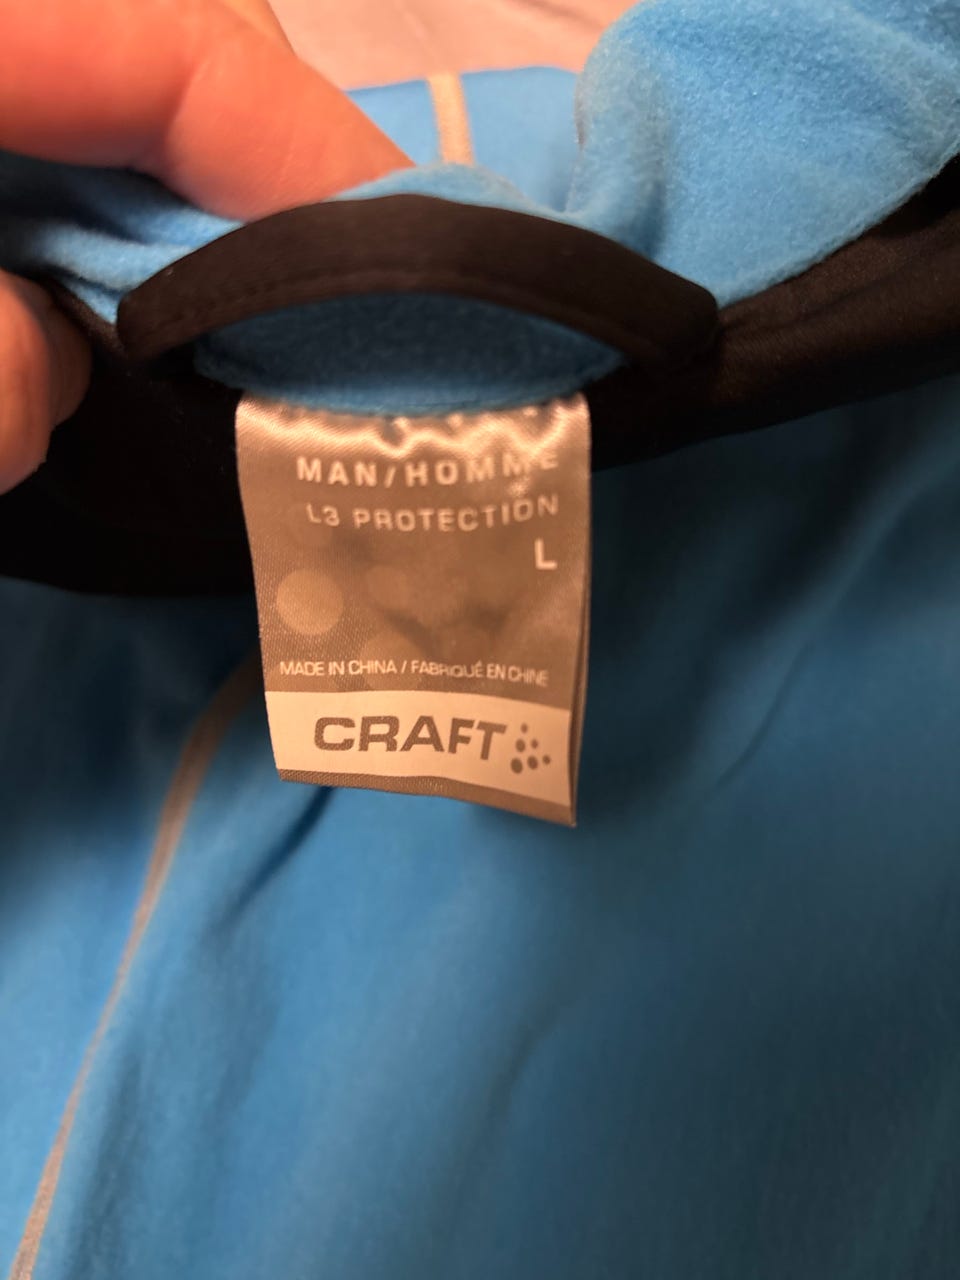 MAN/HOMME
L3 PROTECTION
L
MADE IN CHINA / FABRIQUÉ EN CHINE
CRAFT